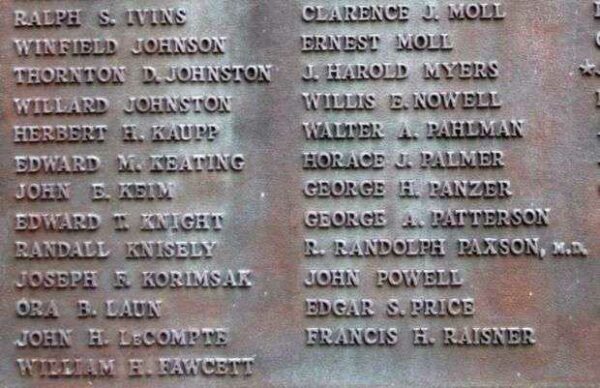 RALPH S. IVINS
WINFIELD JOHNSON
THORNTON D. JOHNSTON
WILLARD JOHNSTON
HERBERT H. KAUPP
EDWARD M. KEATING
JOHN E. KEIM
EDWARD T. KNIGHT
RANDALL KNISELY
JOSEPH F. KORIMSAK
ORA B. LAUN
JOHN H. LECOMPTE
WILLIAM H. FAWCETT
CLARENCE J. MOLL
ERNEST MOLL
J. HAROLD MYERS
WILLIS E. NOWELL
WALTER A. PAHLMAN
HORACE J. PALMER
GEORGE H. PANZER
GEORGE A. PATTERSON
R. RANDOLPH PAXSON, M.D.
JOHN POWELL
EDGAR S. PRICE
FRANCIS H. RAISNER